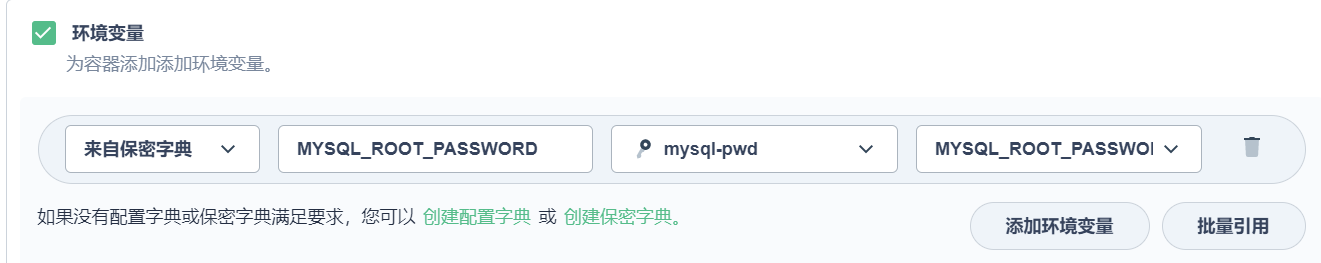 环境变量
为容器添加添加环境变量。
来自保密字典 MYSQL_ROOT_PASSWORD mysql-pwd MYSQL_ROOT_PASSWO
如果没有配置字典或保密字典满足要求，您可以 创建配置字典 或 创建保密字典。
添加环境变量 批量引用